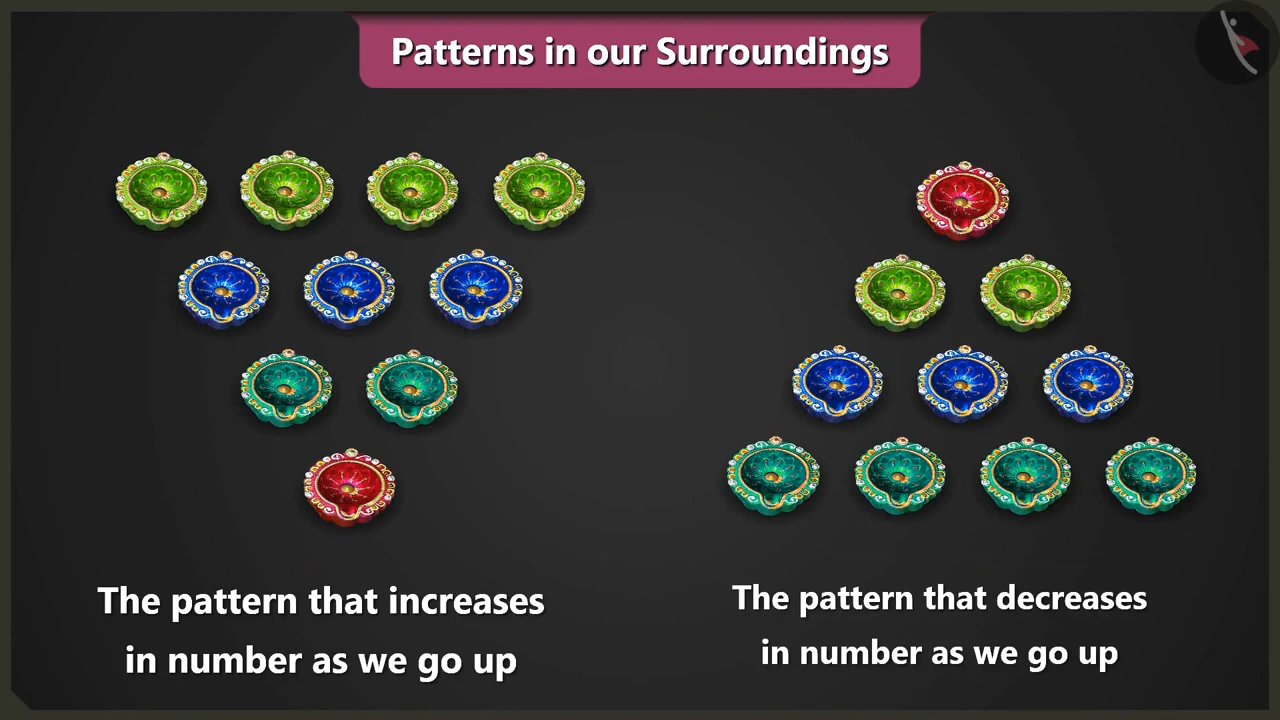 Patterns in our Surroundings
The pattern that increases
in number as we go up
The pattern that decreases
in number as we go up